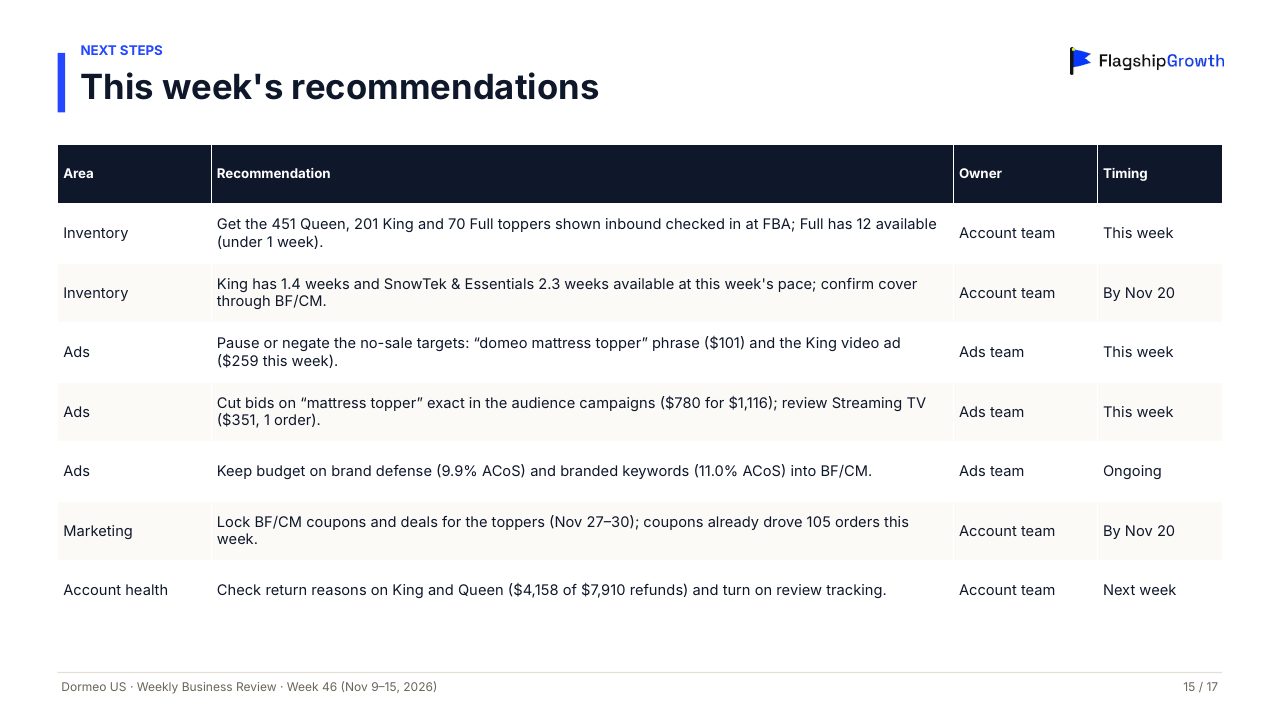 NEXT STEPS
This week's recommendations
FlagshipGrowth
Area
Recommendation
Owner
Timing
Inventory
Get the 451 Queen, 201 King and 70 Full toppers shown inbound checked in at FBA; Full has 12 available
(under 1 week).
Account team
This week
Inventory
King has 1.4 weeks and SnowTek & Essentials 2.3 weeks available at this week's pace; confirm cover
through BF/CM.
Account team
By Nov 20
Ads
Pause or negate the no-sale targets: “domeo mattress topper” phrase ($101) and the King video ad
($259 this week).
Ads team
This week
Ads
Cut bids on “mattress topper” exact in the audience campaigns ($780 for $1,116); review Streaming TV
($351, 1 order).
Ads team
This week
Ads
Keep budget on brand defense (9.9% ACoS) and branded keywords (11.0% ACoS) into BF/CM.
Ads team
Ongoing
Marketing
Lock BF/CM coupons and deals for the toppers (Nov 27–30); coupons already drove 105 orders this
week.
Account team
By Nov 20
Account health
Check return reasons on King and Queen ($4,158 of $7,910 refunds) and turn on review tracking.
Account team
Next week
Dormeo US · Weekly Business Review · Week 46 (Nov 9–15, 2026)
15 / 17